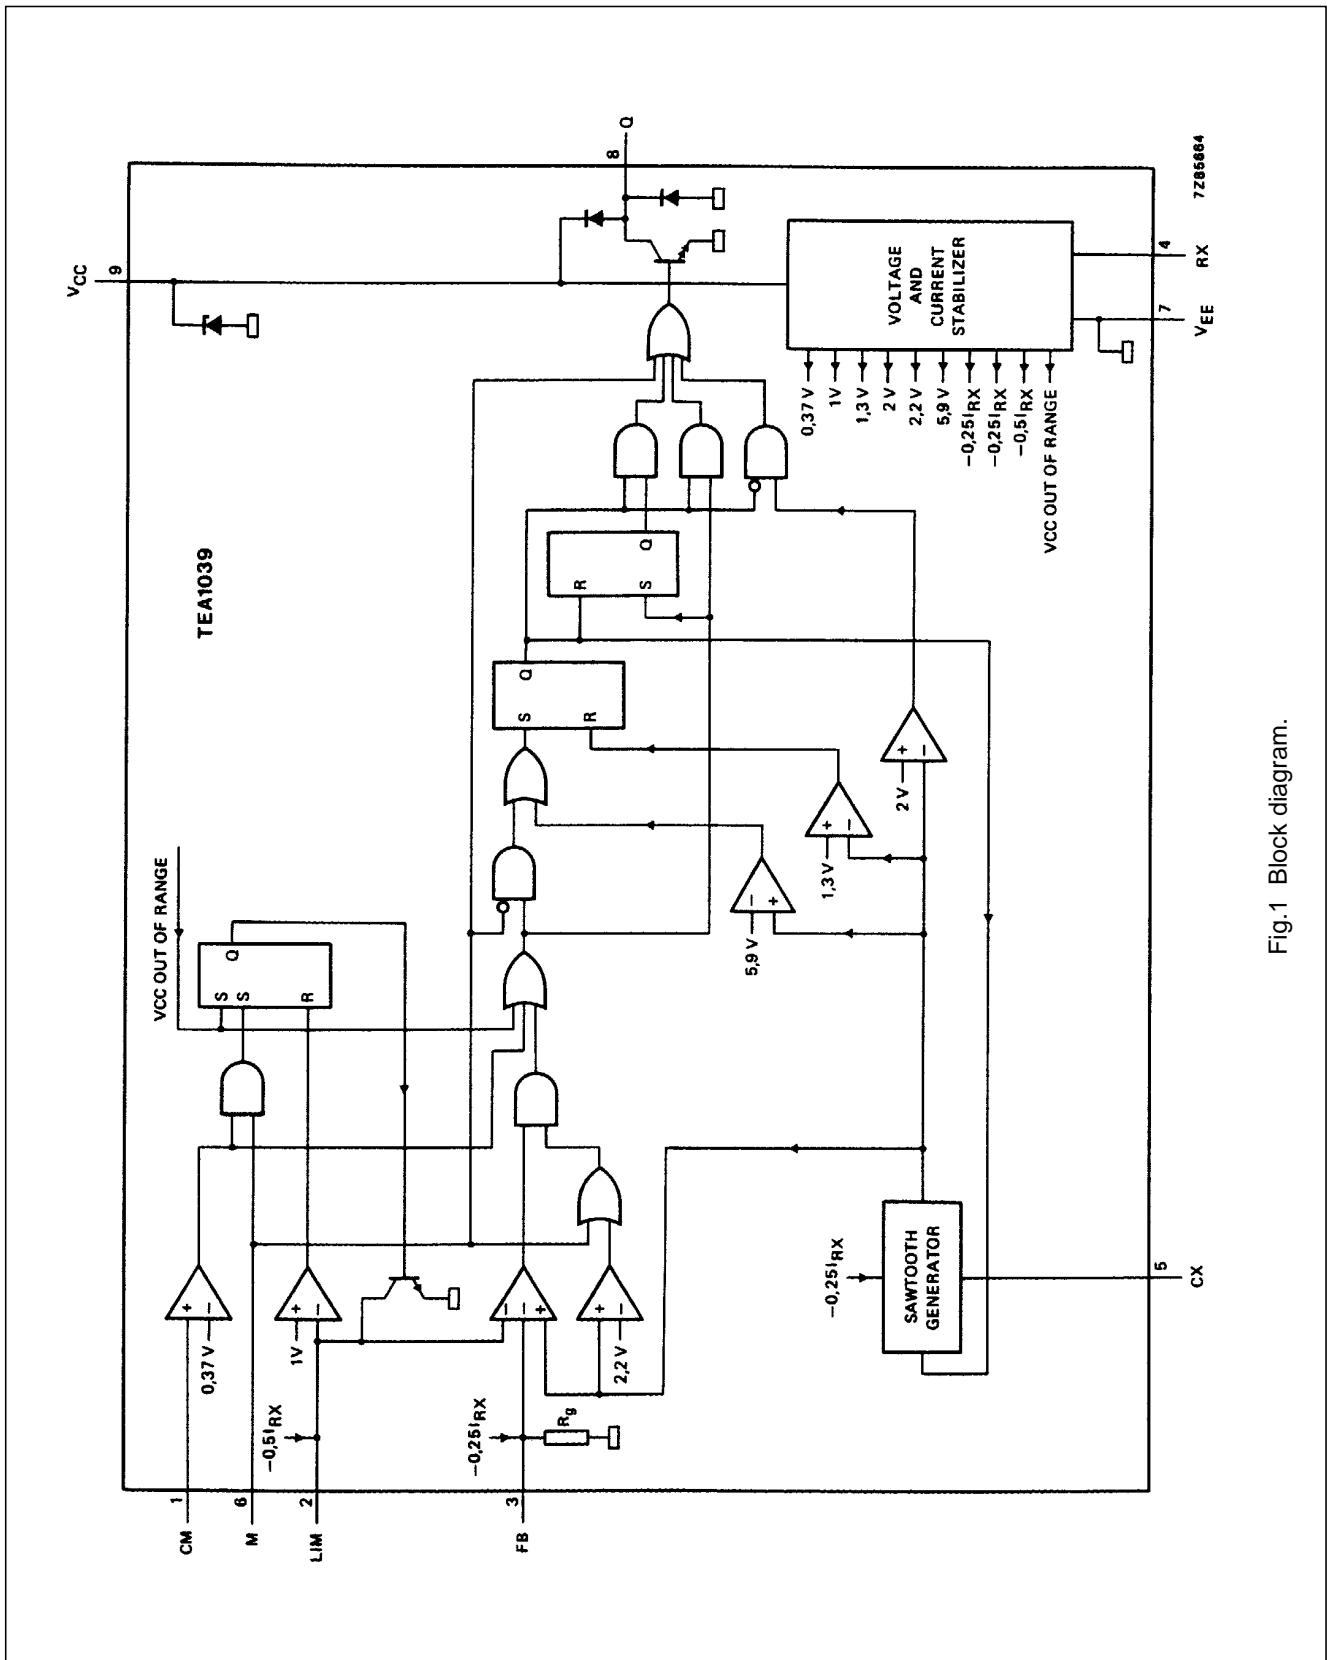 TEA1039
VCC
9
8
Q
CM
1
M
6
LIM
2
FB
3
+
−
0,37 V
−0,5IRX
1V
+
−
−0,25IRX
Rg
−
−
+
+
−
2,2 V
VCC OUT OF RANGE
S
S
R
Q
5,9 V
−
+
1,3 V
+
−
2 V
+
−
S
R
Q
R
S
Q
−0,25IRX
SAWTOOTH
GENERATOR
5
CX
VOLTAGE
AND
CURRENT
STABILIZER
0,37 V
1V
1,3 V
2 V
2,2 V
5,9 V
−0,25IRX
−0,25IRX
−0,5IRX
VCC OUT OF RANGE
7
VEE
4
RX
7Z85664
Fig.1 Block diagram.